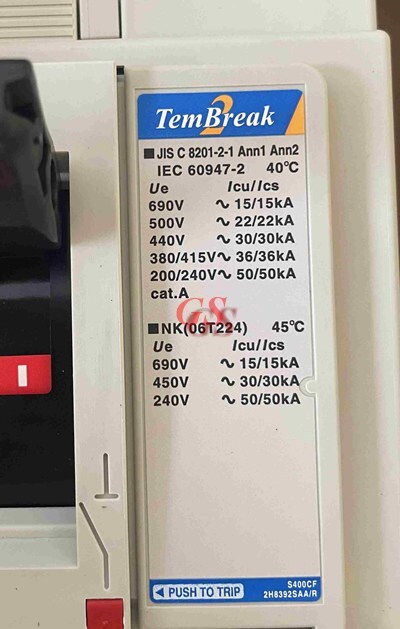 TemBreak 2
■ JIS C 8201-2-1 Ann1 Ann2
IEC 60947-2 40°C
Ue Icu/Ics
690V ∿ 15/15kA
500V ∿ 22/22kA
440V ∿ 30/30kA
380/415V ∿ 36/36kA
200/240V ∿ 50/50kA
cat.A
GS
■ NK(06T224) 45°C
Ue Icu/Ics
690V ∿ 15/15kA
450V ∿ 30/30kA
240V ∿ 50/50kA
I
◀ PUSH TO TRIP
S400CF
2H8392SAA/R